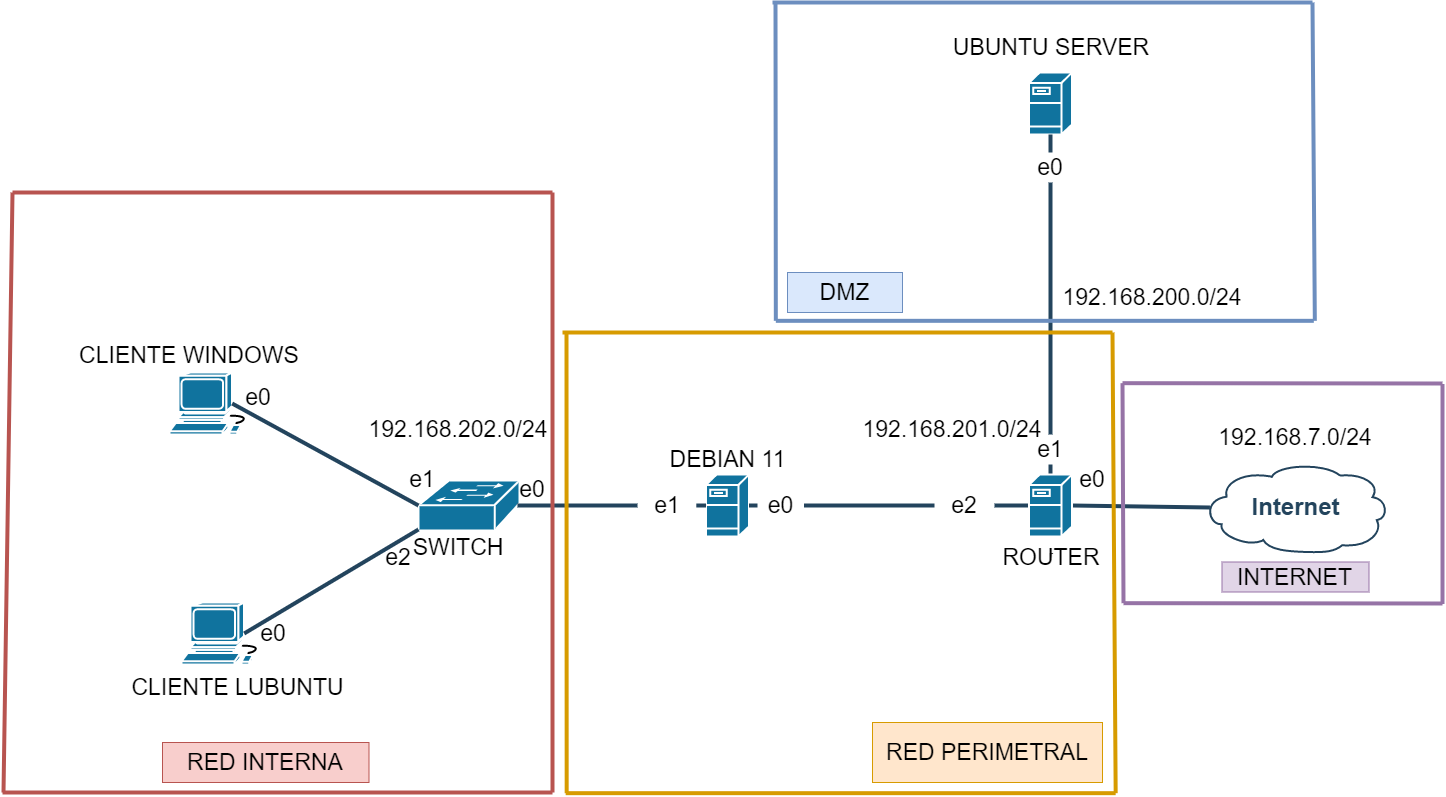 UBUNTU SERVER
e0
DMZ
192.168.200.0/24
CLIENTE WINDOWS
e0
192.168.202.0/24
e1
e0
SWITCH
e2
e0
CLIENTE LUBUNTU
RED INTERNA
DEBIAN 11
e1
e0
192.168.201.0/24
e1
e2
e0
ROUTER
RED PERIMETRAL
192.168.7.0/24
Internet
INTERNET